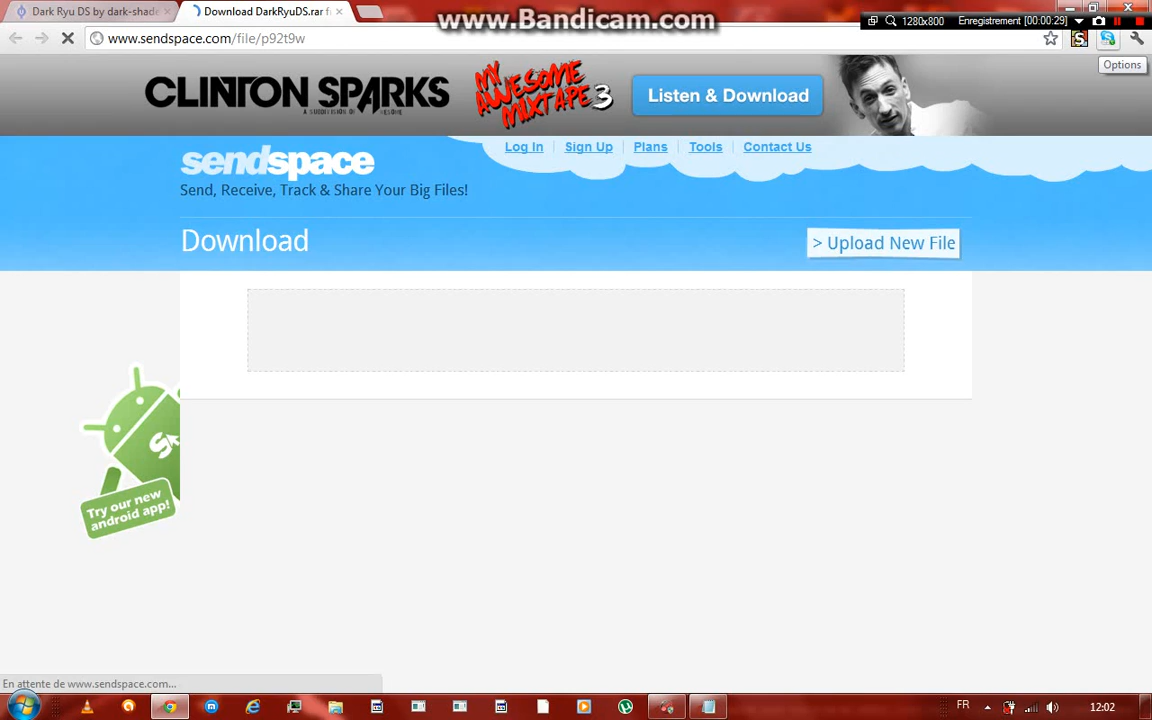 Dark Ryu DS by dark-shade
Download DarkRyuDS.rar f
www.Bandicam.com
1280x800
Enregistrement [00:00:29]
www.sendspace.com/file/p92t9w
Options
CLINTON SPARKS
MY AWESOME MIXTAPE 3
Listen & Download
sendspace
Log In
Sign Up
Plans
Tools
Contact Us
Send, Receive, Track & Share Your Big Files!
Download
> Upload New File
Try our new
android app!
En attente de www.sendspace.com...
FR
12:02